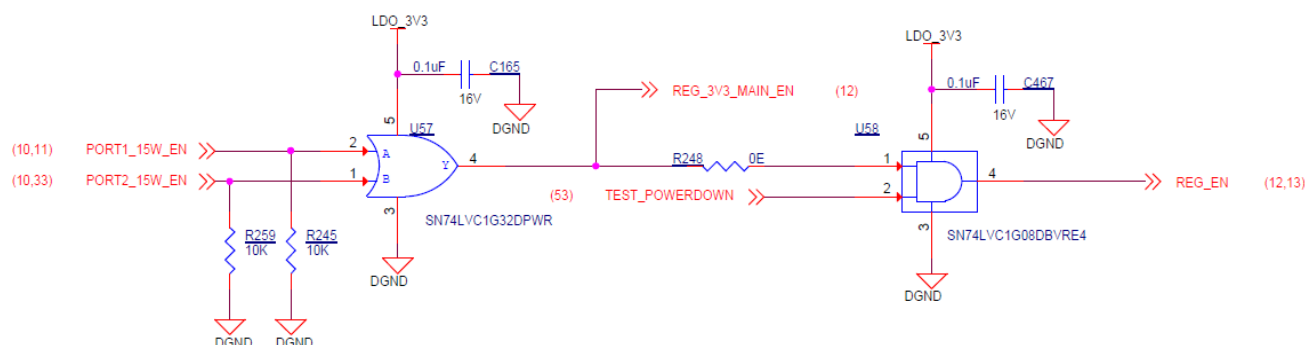 LDO_3V3
0.1uF
C165
16V
DGND
5
U57
(10,11)
PORT1_15W_EN
2
A
Y
4
(10,33)
PORT2_15W_EN
1
B
3
SN74LVC1G32DPWR
DGND
R259
10K
R245
10K
DGND
DGND
REG_3V3_MAIN_EN
(12)
R248
0E
(53)
TEST_POWERDOWN
LDO_3V3
0.1uF
C467
16V
DGND
U58
5
1
2
4
3
SN74LVC1G08DBVRE4
DGND
REG_EN
(12,13)